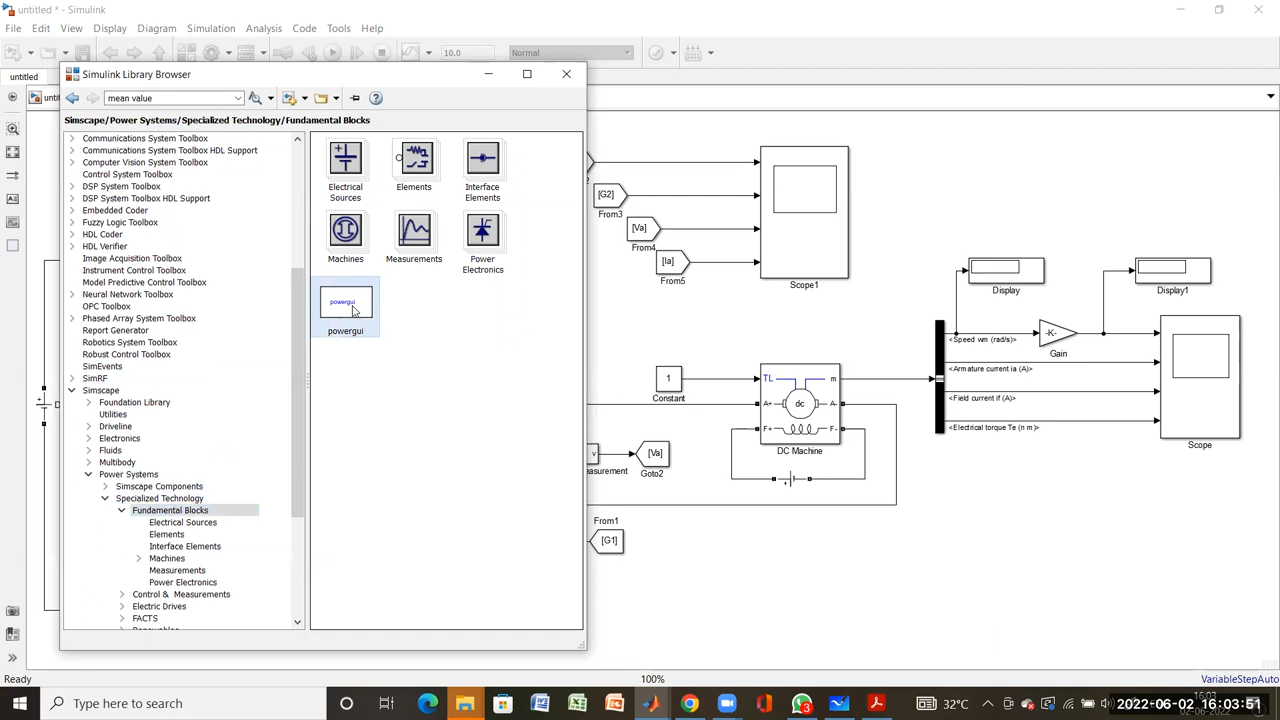 untitled * - Simulink
File Edit View Display Diagram Simulation Analysis Code Tools Help
10.0 Normal
untitled
Simulink Library Browser
mean value
Simscape/Power Systems/Specialized Technology/Fundamental Blocks
Communications System Toolbox
Communications System Toolbox HDL Support
Computer Vision System Toolbox
Control System Toolbox
DSP System Toolbox
DSP System Toolbox HDL Support
Embedded Coder
Fuzzy Logic Toolbox
HDL Coder
HDL Verifier
Image Acquisition Toolbox
Instrument Control Toolbox
Model Predictive Control Toolbox
Neural Network Toolbox
OPC Toolbox
Phased Array System Toolbox
Report Generator
Robotics System Toolbox
Robust Control Toolbox
SimEvents
SimRF
Simscape
Foundation Library
Utilities
Driveline
Electronics
Fluids
Multibody
Power Systems
Simscape Components
Specialized Technology
Fundamental Blocks
Electrical Sources
Elements
Interface Elements
Machines
Measurements
Power Electronics
Control & Measurements
Electric Drives
FACTS
Electrical Sources
Elements
Interface Elements
Machines
Measurements
Power Electronics
powergui
powergui
[G2]
From3
[Va]
From4
[Ia]
From5
Scope1
Display
Display1
<Speed wm (rad/s)>
-K-
Gain
<Armature current ia (A)>
<Field current if (A)>
<Electrical torque Te (n m)>
Scope
1
Constant
TL m
A+ dc A-
F+ F-
DC Machine
v
[Va]
Goto2
From1
[G1]
Ready 100% VariableStepAuto
Type here to search
3
32°C
16:03
02-06-2022
2022-06-02 16:03:51